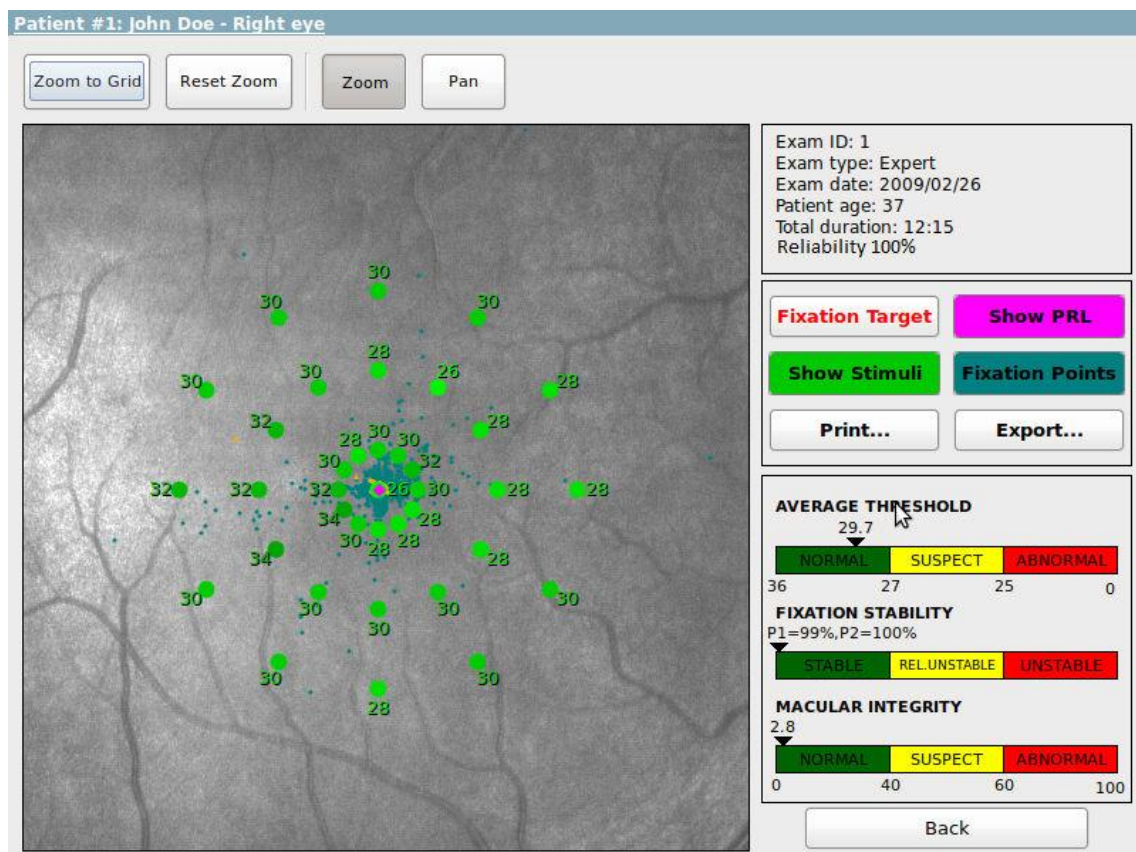 Patient #1: John Doe - Right eye
Zoom to Grid Reset Zoom Zoom Pan
Exam ID: 1
Exam type: Expert
Exam date: 2009/02/26
Patient age: 37
Total duration: 12:15
Reliability 100%
Fixation Target Show PRL
Show Stimuli Fixation Points
Print... Export...
30
30 30
28
30 30 26 28
32 28
28 30 30
30 32
32 32 32 26 30 28 28
34 28
30 28 28
34 28
30 30 30 30
30
30 30
28
AVERAGE THRESHOLD
29.7
NORMAL SUSPECT ABNORMAL
36 27 25 0
FIXATION STABILITY
P1=99%,P2=100%
STABLE REL.UNSTABLE UNSTABLE
MACULAR INTEGRITY
2.8
NORMAL SUSPECT ABNORMAL
0 40 60 100
Back